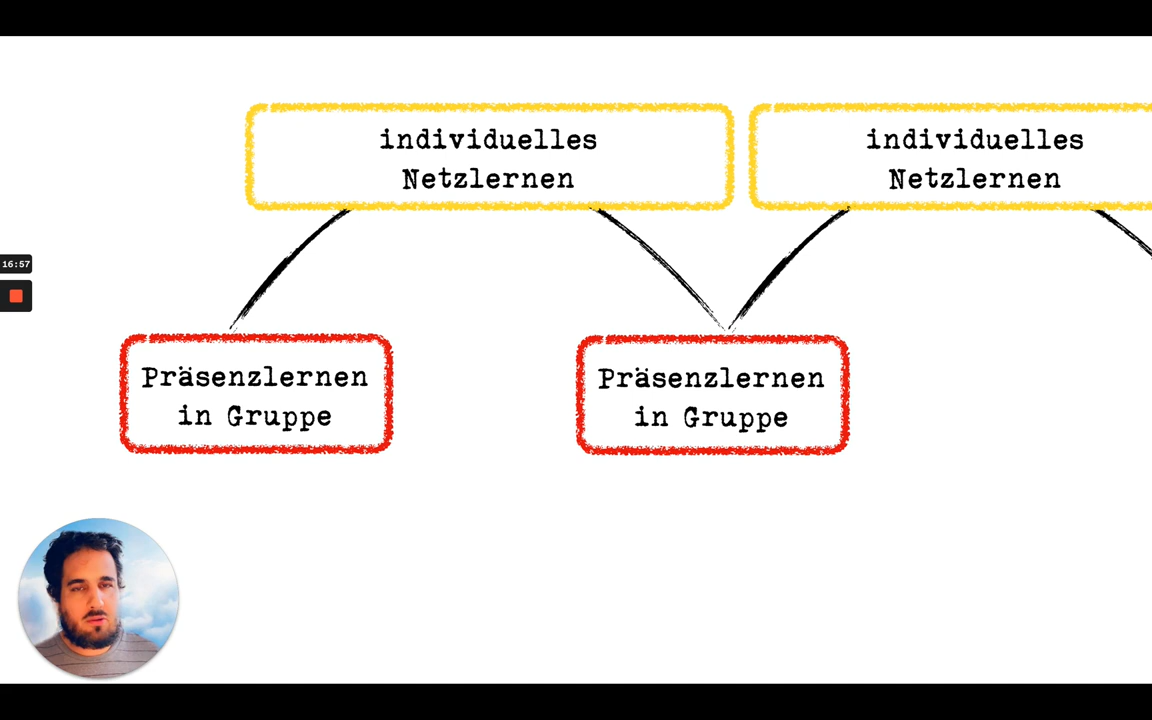 individuelles
Netzlernen
individuelles
Netzlernen
16:57
Präsenzlernen
in Gruppe
Präsenzlernen
in Gruppe